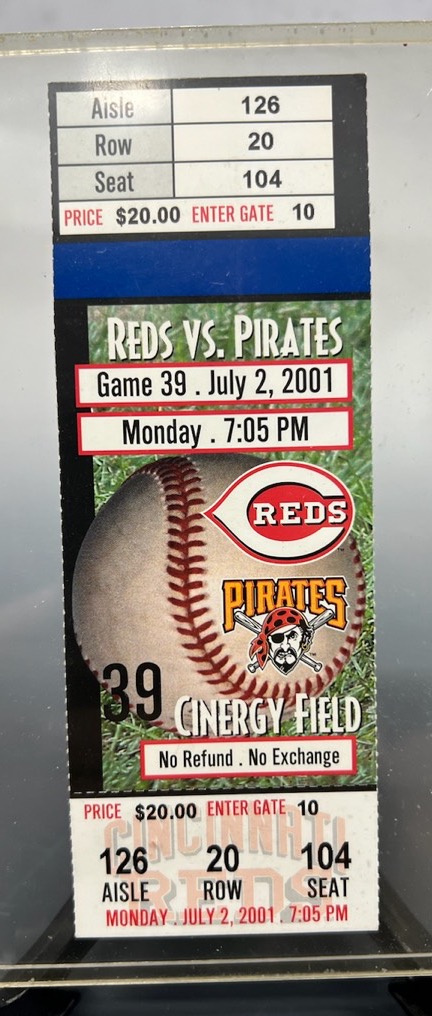 Aisle 126
Row 20
Seat 104
PRICE $20.00 ENTER GATE 10
REDS VS. PIRATES
Game 39 . July 2, 2001
Monday . 7:05 PM
REDS
PIRATES
39
CINERGY FIELD
No Refund . No Exchange
PRICE $20.00 ENTER GATE 10
CINCINNATI
REDS
126 20 104
AISLE ROW SEAT
MONDAY . JULY 2, 2001 . 7:05 PM